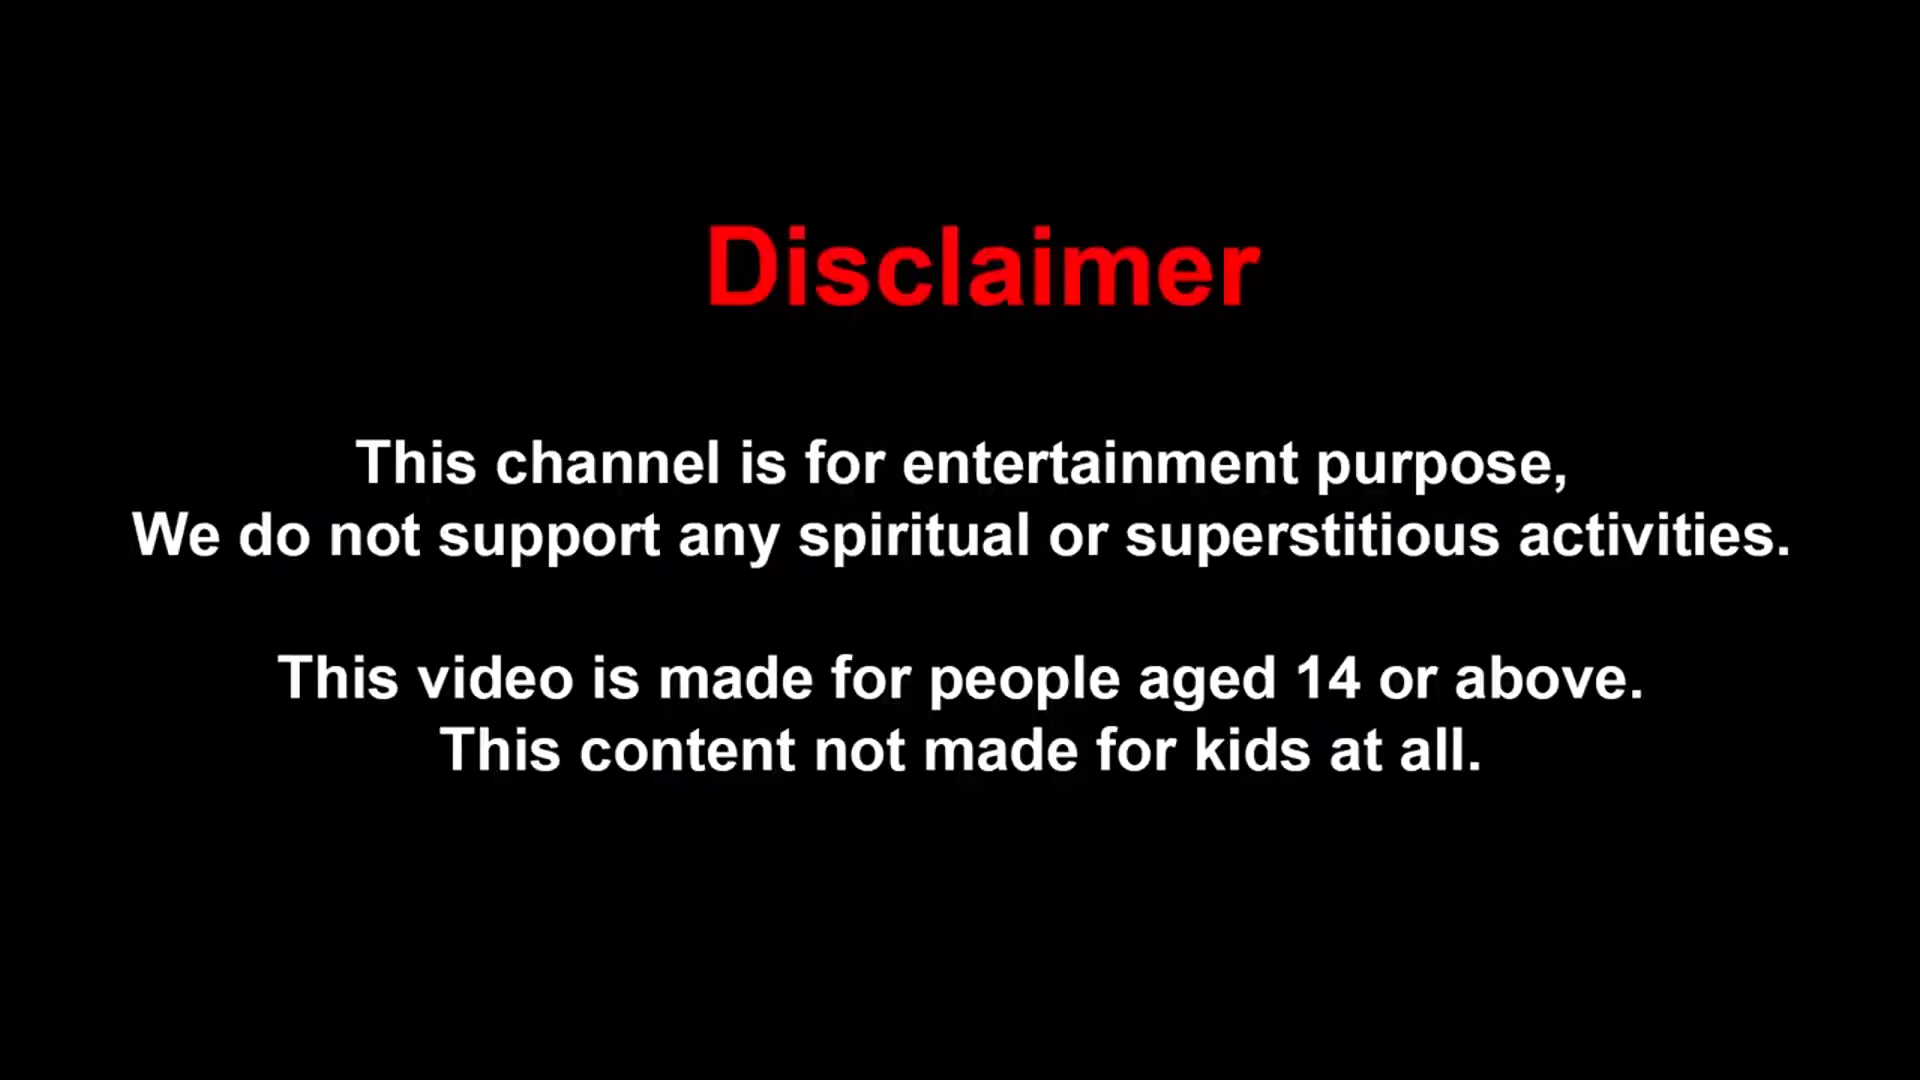 Disclaimer
This channel is for entertainment purpose,
We do not support any spiritual or superstitious activities.
This video is made for people aged 14 or above.
This content not made for kids at all.